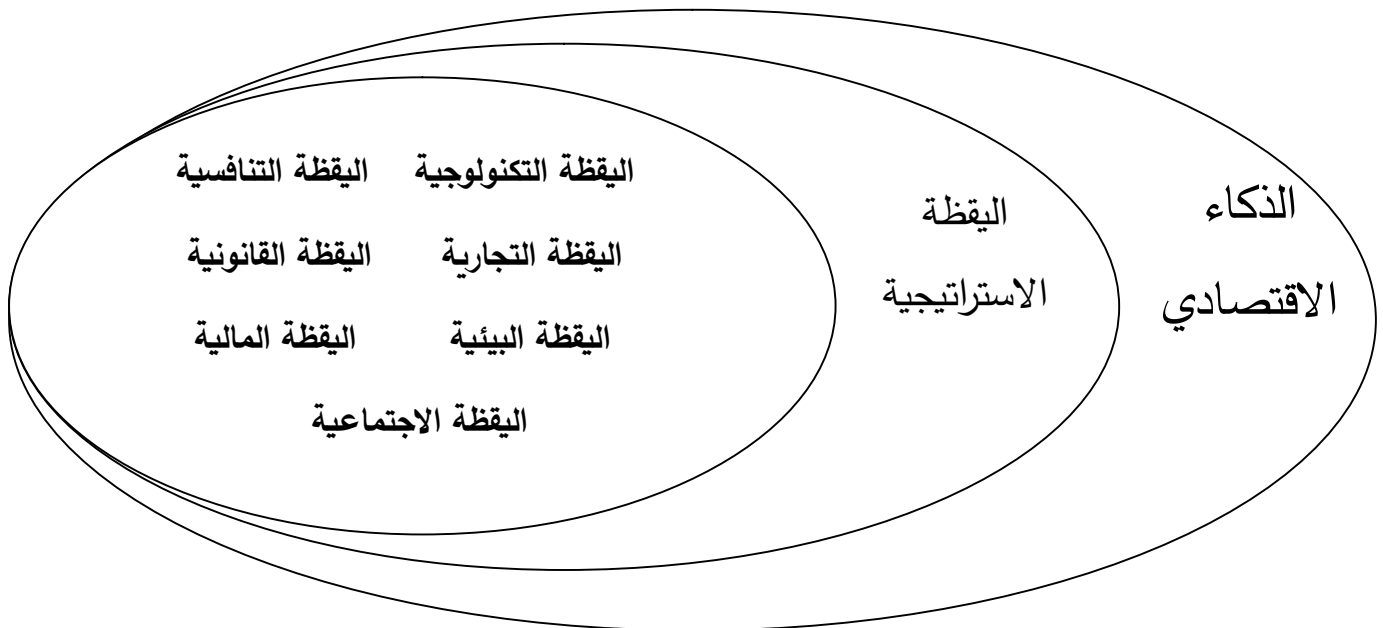 الذكاء
الاقتصادي
اليقظة
الاستراتيجية
اليقظة التكنولوجية اليقظة التنافسية
اليقظة التجارية اليقظة القانونية
اليقظة البيئية اليقظة المالية
اليقظة الاجتماعية